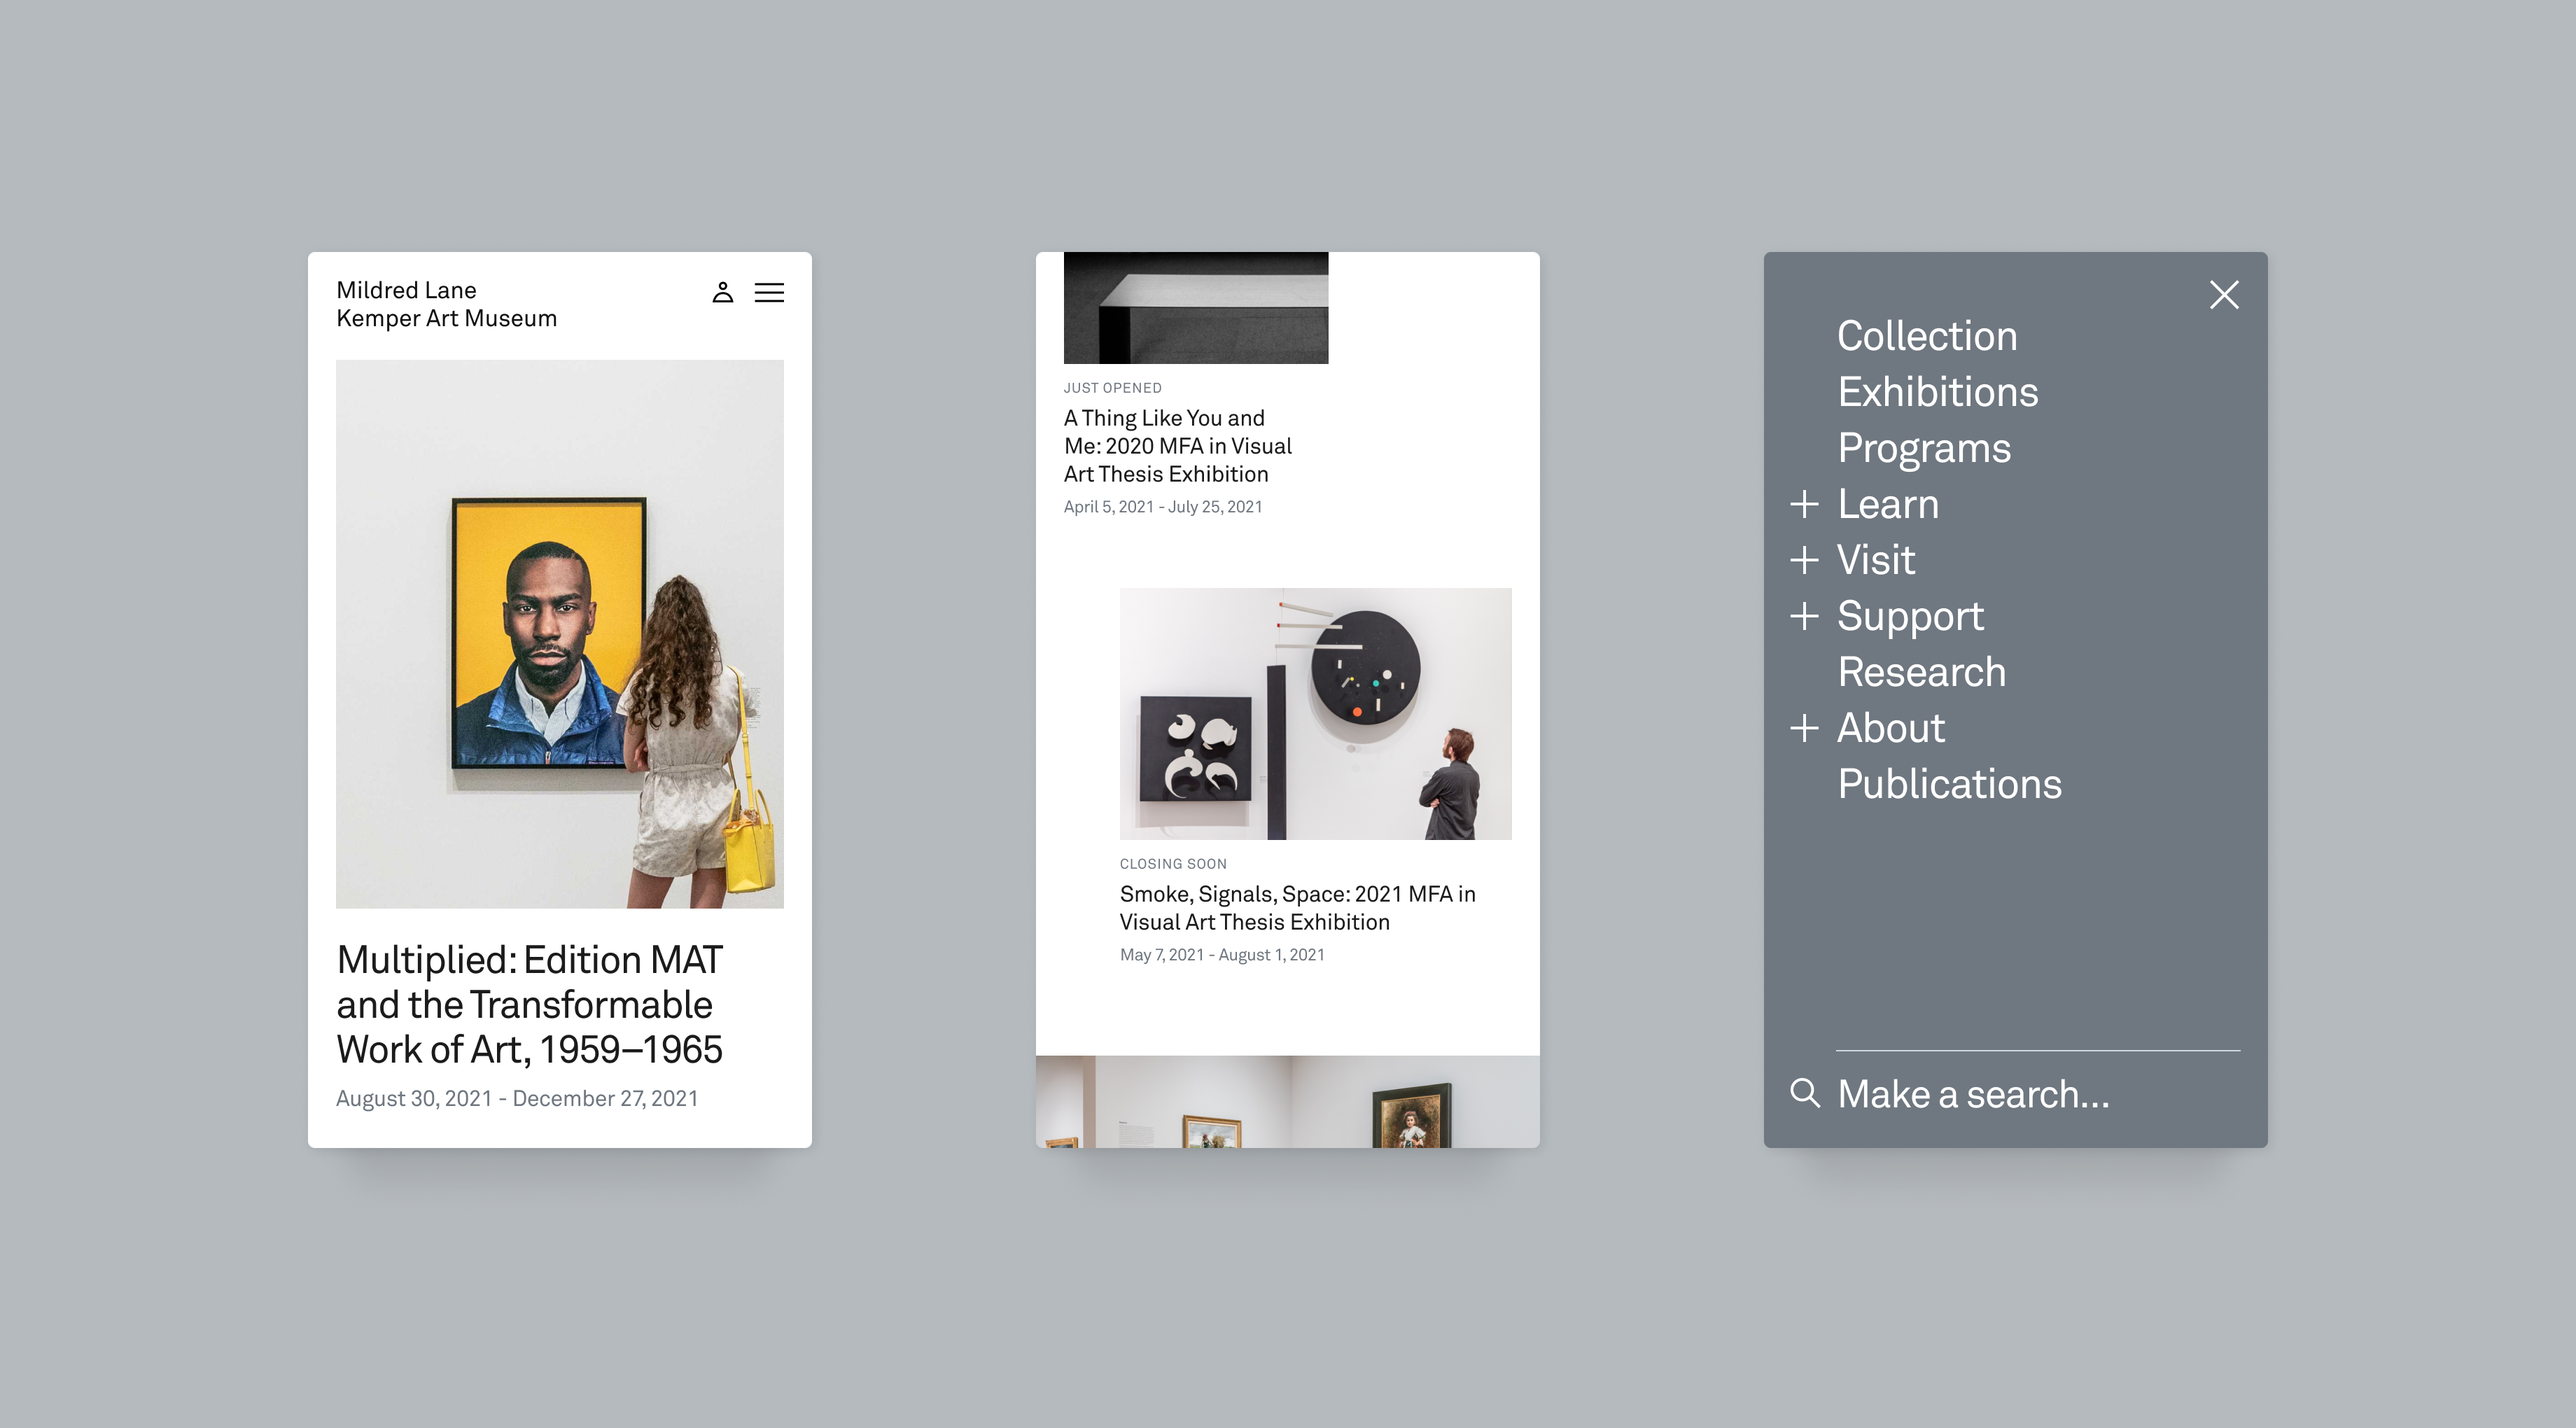 Mildred Lane
Kemper Art Museum
Multiplied: Edition MAT
and the Transformable
Work of Art, 1959–1965
August 30, 2021 - December 27, 2021
JUST OPENED
A Thing Like You and
Me: 2020 MFA in Visual
Art Thesis Exhibition
April 5, 2021 - July 25, 2021
CLOSING SOON
Smoke, Signals, Space: 2021 MFA in
Visual Art Thesis Exhibition
May 7, 2021 - August 1, 2021
Collection
Exhibitions
Programs
+ Learn
+ Visit
+ Support
Research
+ About
Publications
Make a search...